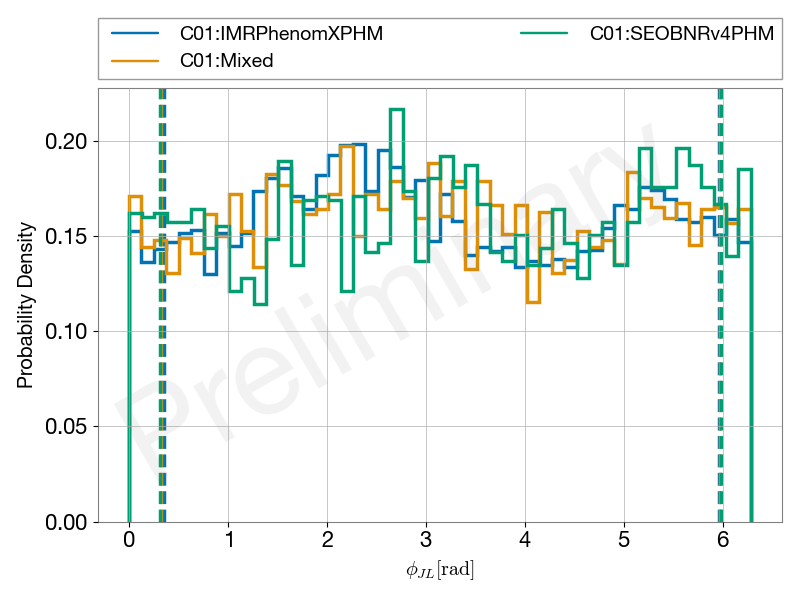 C01:IMRPhenomXPHM
C01:Mixed
C01:SEOBNRv4PHM
Probability Density
0.20
0.15
0.10
0.05
0.00
Preliminary
0 1 2 3 4 5 6
ϕ_JL[rad]